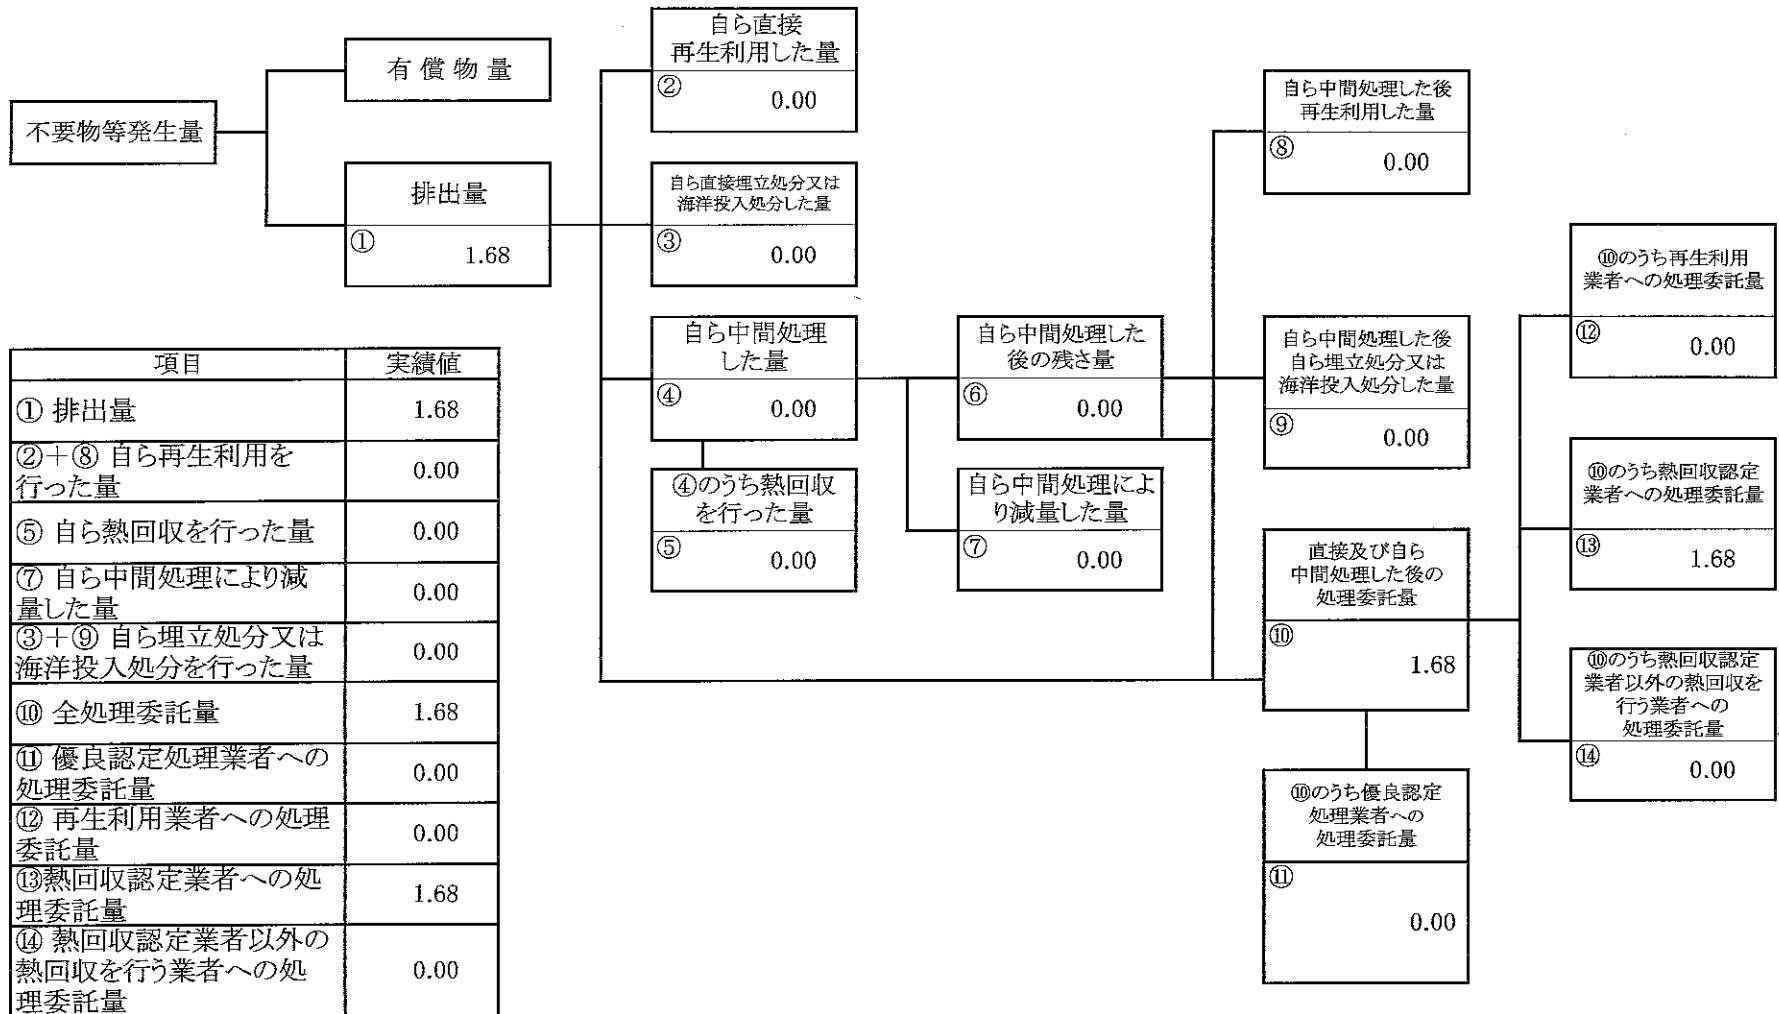 不要物等発生量
有償物量
排出量
① 1.68
自ら直接
再生利用した量
② 0.00
自ら直接埋立処分又は
海洋投入処分した量
③ 0.00
自ら中間処理
した量
④ 0.00
④のうち熱回収
を行った量
⑤ 0.00
自ら中間処理した
後の残さ量
⑥ 0.00
自ら中間処理によ
り減量した量
⑦ 0.00
自ら中間処理した後
再生利用した量
⑧ 0.00
自ら中間処理した後
自ら埋立処分又は
海洋投入処分した量
⑨ 0.00
直接及び自ら
中間処理した後の
処理委託量
⑩ 1.68
⑩のうち優良認定
処理業者への
処理委託量
⑪ 0.00
⑩のうち再生利用
業者への処理委託量
⑫ 0.00
⑩のうち熱回収認定
業者への処理委託量
⑬ 1.68
⑩のうち熱回収認定
業者以外の熱回収を
行う業者への
処理委託量
⑭ 0.00
項目 実績値
① 排出量 1.68
②+⑧ 自ら再生利用を
行った量 0.00
⑤ 自ら熱回収を行った量 0.00
⑦ 自ら中間処理により減
量した量 0.00
③+⑨ 自ら埋立処分又は
海洋投入処分を行った量 0.00
⑩ 全処理委託量 1.68
⑪ 優良認定処理業者への
処理委託量 0.00
⑫ 再生利用業者への処理
委託量 0.00
⑬熱回収認定業者への処
理委託量 1.68
⑭ 熱回収認定業者以外の
熱回収を行う業者への処
理委託量 0.00